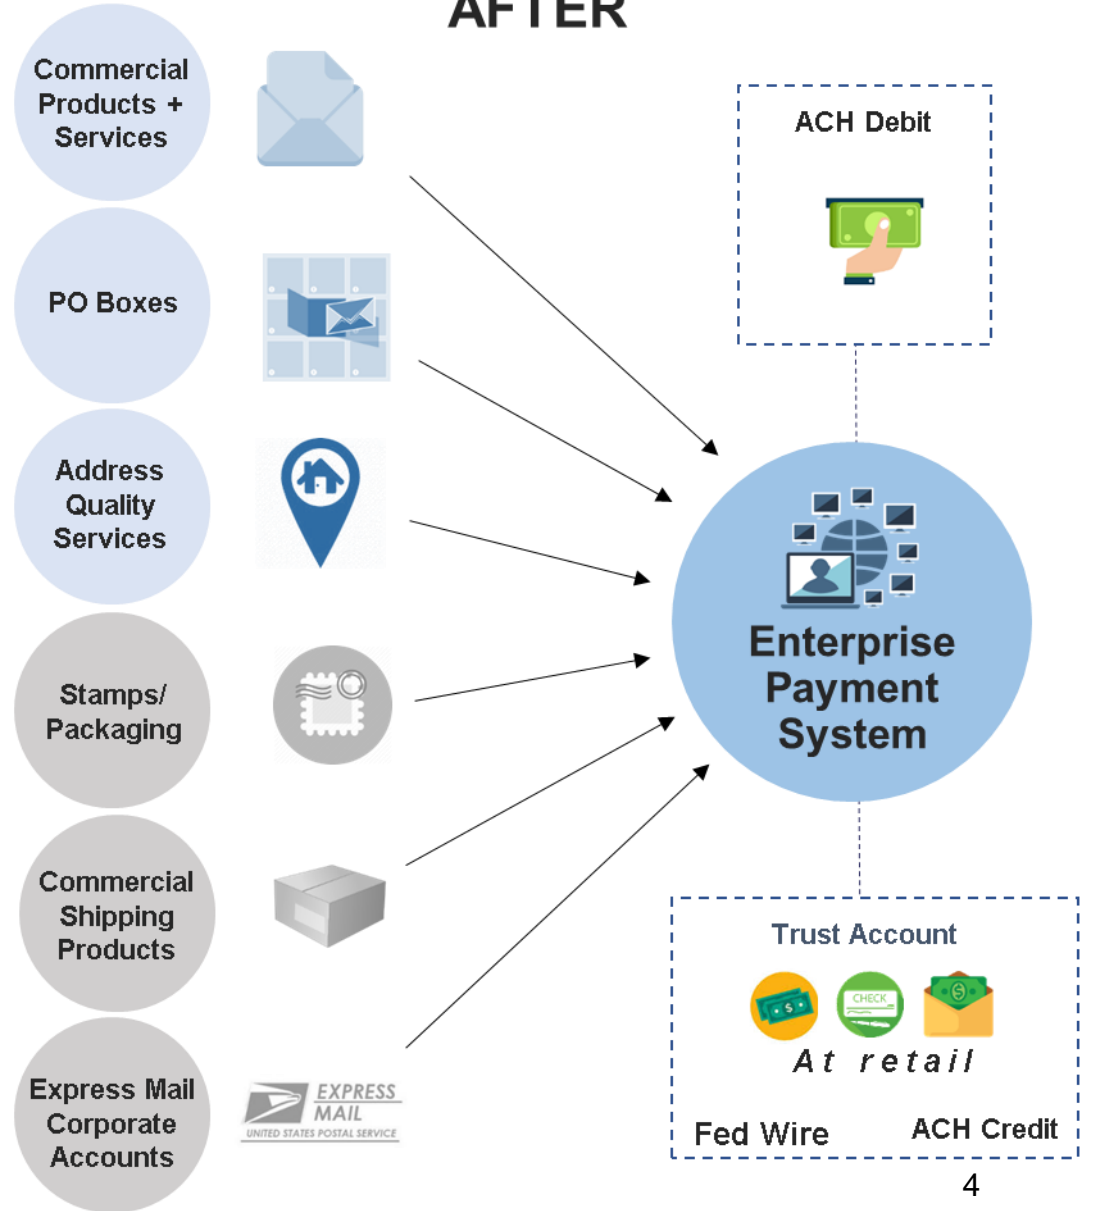 AFTER
Commercial
Products +
Services
PO Boxes
Address
Quality
Services
Stamps/
Packaging
Commercial
Shipping
Products
Express Mail
Corporate
Accounts
EXPRESS
MAIL
UNITED STATES POSTAL SERVICE
ACH Debit
Enterprise
Payment
System
Trust Account
CHECK
At retail
Fed Wire
ACH Credit
4